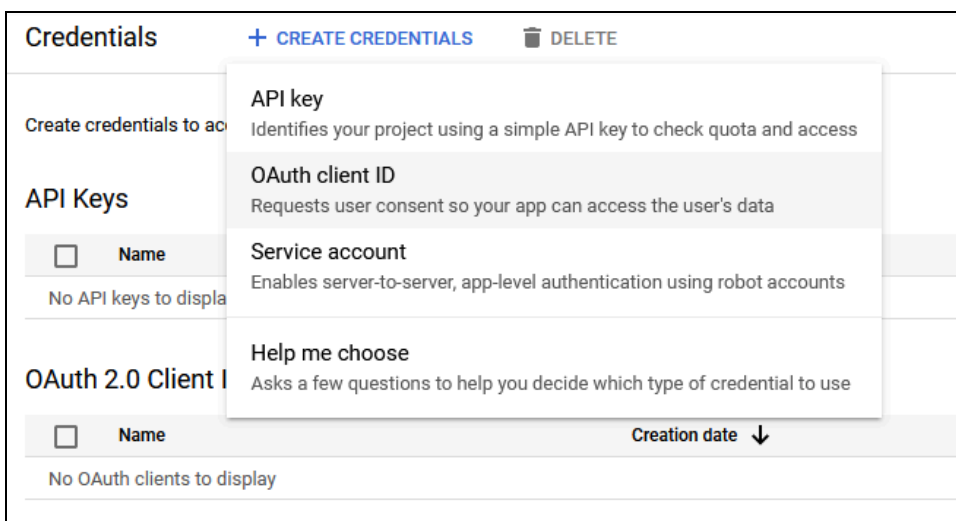 Credentials
+ CREATE CREDENTIALS
DELETE
API key
Identifies your project using a simple API key to check quota and access
OAuth client ID
Requests user consent so your app can access the user's data
Service account
Enables server-to-server, app-level authentication using robot accounts
Help me choose
Asks a few questions to help you decide which type of credential to use
Create credentials to
API Keys
Name
No API keys to
OAuth 2.0 Client
Name
Creation date
No OAuth clients to display